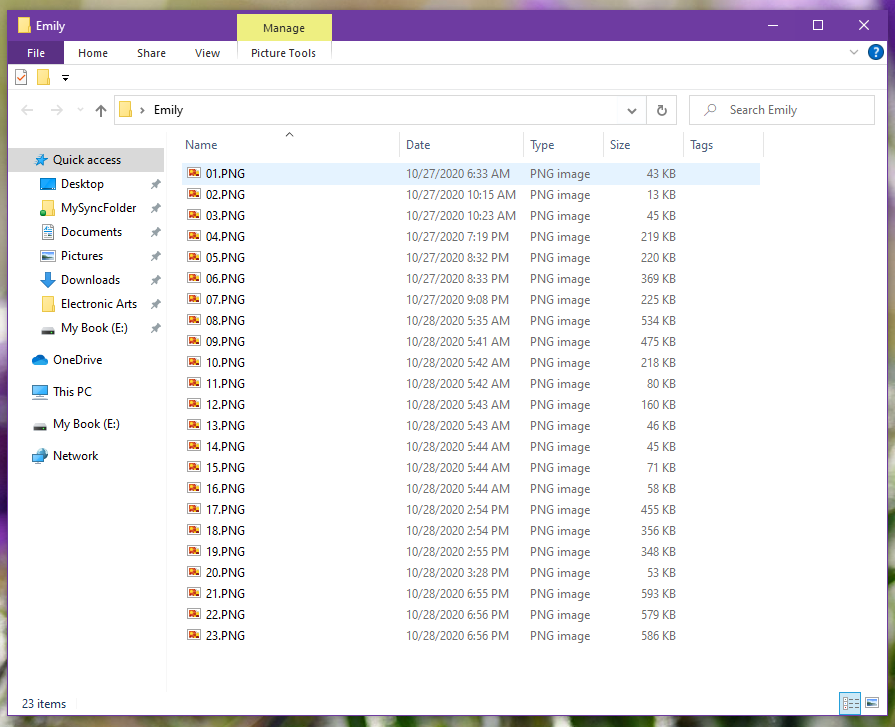 Emily
Manage
File Home Share View Picture Tools
Emily
Search Emily
Name Date Type Size Tags
Quick access
Desktop
MySyncFolder
Documents
Pictures
Downloads
Electronic Arts
My Book (E:)
OneDrive
This PC
My Book (E:)
Network
01.PNG 10/27/2020 6:33 AM PNG image 43 KB
02.PNG 10/27/2020 10:15 AM PNG image 13 KB
03.PNG 10/27/2020 10:23 AM PNG image 45 KB
04.PNG 10/27/2020 7:19 PM PNG image 219 KB
05.PNG 10/27/2020 8:32 PM PNG image 220 KB
06.PNG 10/27/2020 8:33 PM PNG image 369 KB
07.PNG 10/27/2020 9:08 PM PNG image 225 KB
08.PNG 10/28/2020 5:35 AM PNG image 534 KB
09.PNG 10/28/2020 5:41 AM PNG image 475 KB
10.PNG 10/28/2020 5:42 AM PNG image 218 KB
11.PNG 10/28/2020 5:42 AM PNG image 80 KB
12.PNG 10/28/2020 5:43 AM PNG image 160 KB
13.PNG 10/28/2020 5:43 AM PNG image 46 KB
14.PNG 10/28/2020 5:44 AM PNG image 45 KB
15.PNG 10/28/2020 5:44 AM PNG image 71 KB
16.PNG 10/28/2020 5:44 AM PNG image 58 KB
17.PNG 10/28/2020 2:54 PM PNG image 455 KB
18.PNG 10/28/2020 2:54 PM PNG image 356 KB
19.PNG 10/28/2020 2:55 PM PNG image 348 KB
20.PNG 10/28/2020 3:28 PM PNG image 53 KB
21.PNG 10/28/2020 6:55 PM PNG image 593 KB
22.PNG 10/28/2020 6:56 PM PNG image 579 KB
23.PNG 10/28/2020 6:56 PM PNG image 586 KB
23 items